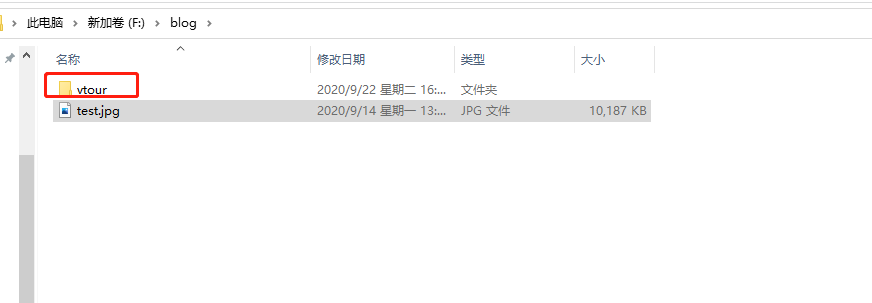 此电脑 > 新加卷 (F:) > blog >
名称 修改日期 类型 大小
vtour 2020/9/22 星期二 16:... 文件夹
test.jpg 2020/9/14 星期一 13:... JPG 文件 10,187 KB